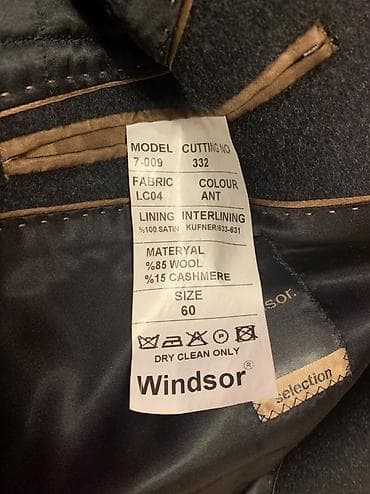 MODEL CUTTING NO
7-009 332
FABRIC COLOUR
LC04 ANT
LINING INTERLINING
%100 SATIN KUFNER/633-631
MATERYAL
%85 WOOL
%15 CASHMERE
SIZE
60
DRY CLEAN ONLY
Windsor®
sor.
selection